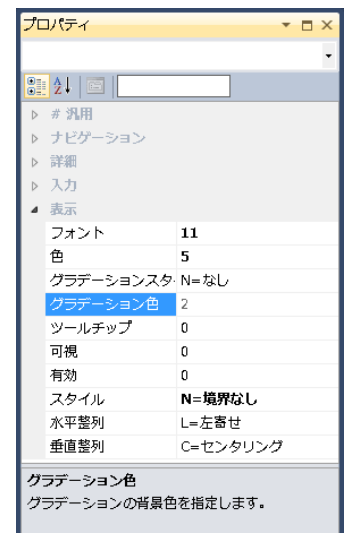 プロパティ
# 汎用
ナビゲーション
詳細
入力
表示
フォント 11
色 5
グラデーションスタ N=なし
グラデーション色 2
ツールチップ 0
可視 0
有効 0
スタイル N=境界なし
水平整列 L=左寄せ
垂直整列 C=センタリング
グラデーション色
グラデーションの背景色を指定します。